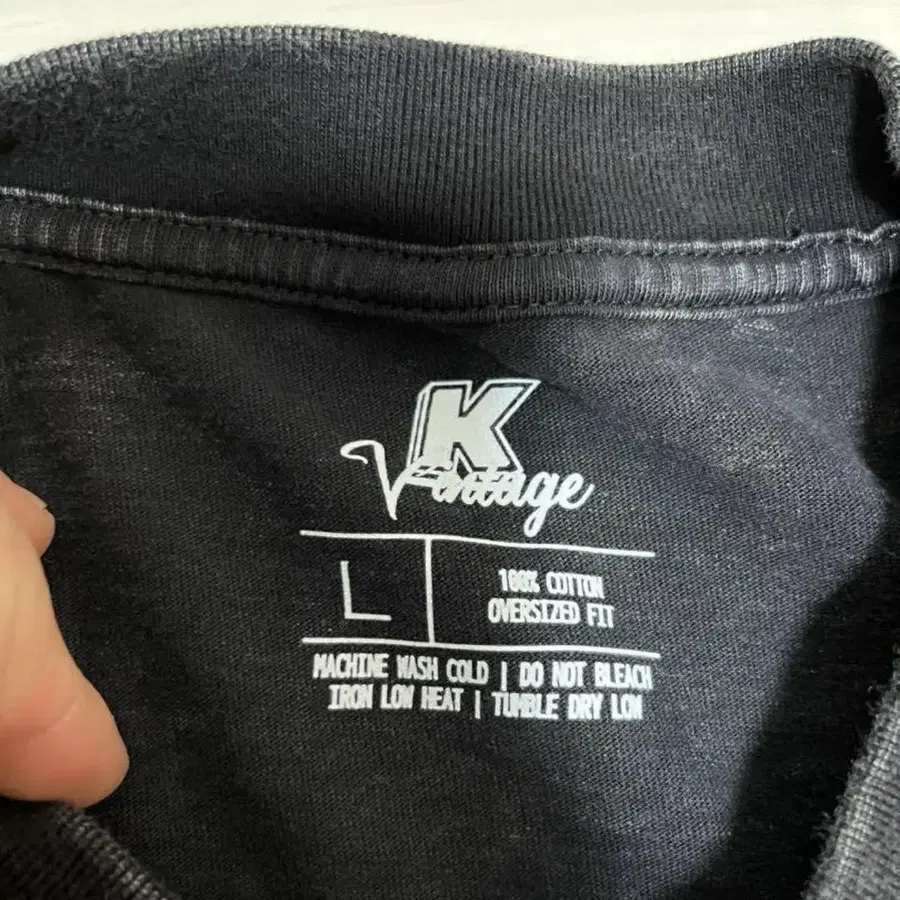 K
Vintage
L
100% COTTON
OVERSIZED FIT
MACHINE WASH COLD | DO NOT BLEACH
IRON LOW HEAT | TUMBLE DRY LOW